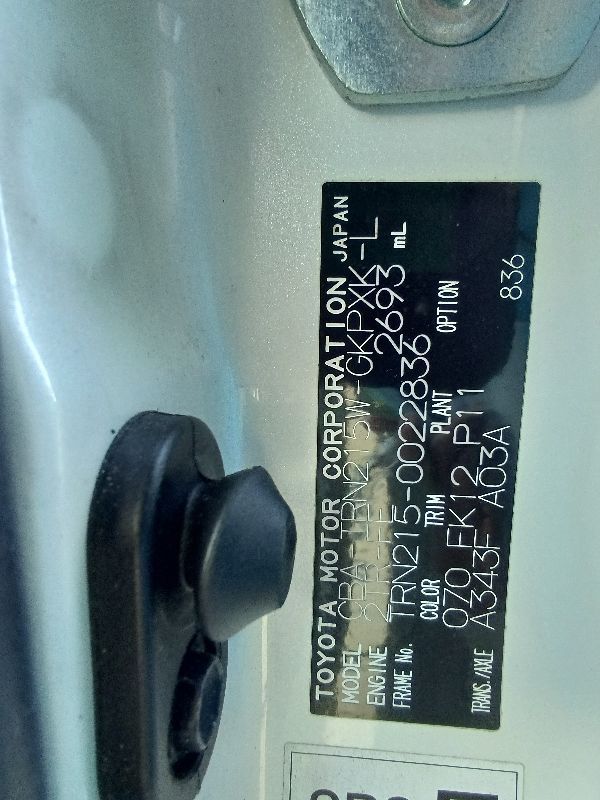 TOYOTA MOTOR CORPORATION JAPAN
MODEL CBA-TRN215W-GKPXK-L
ENGINE 2TR-FE 2693 mL
FRAME No. TRN215-0022836
COLOR TRIM PLANT OPTION
070 FK12 P11
TRANS./AXLE A343F A03A 836